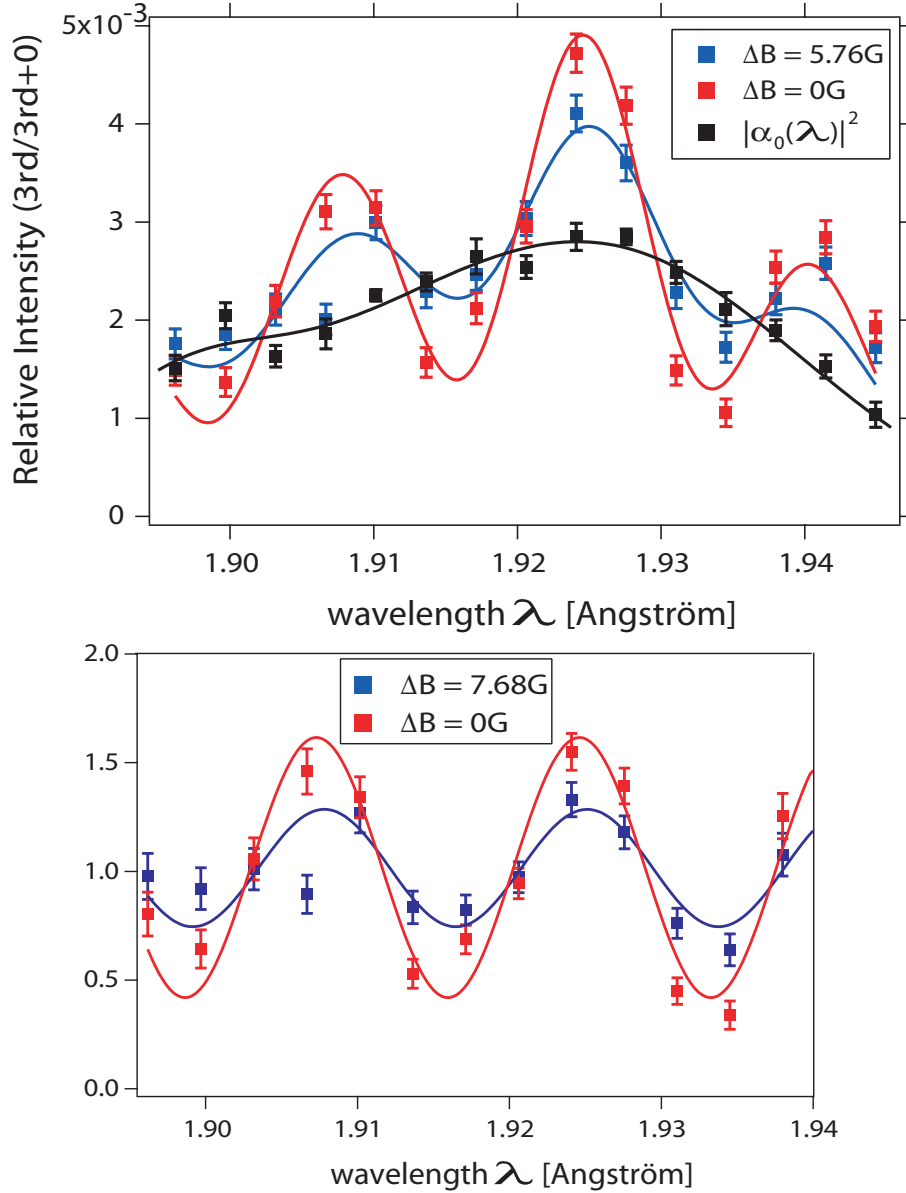 5x10⁻³
4
3
2
1
0
Relative Intensity (3rd/3rd+0)
ΔB = 5.76G
ΔB = 0G
|α₀(λ)|²
1.90 1.91 1.92 1.93 1.94
wavelength λ [Angström]
2.0
1.5
1.0
0.5
0.0
ΔB = 7.68G
ΔB = 0G
1.90 1.91 1.92 1.93 1.94
wavelength λ [Angström]